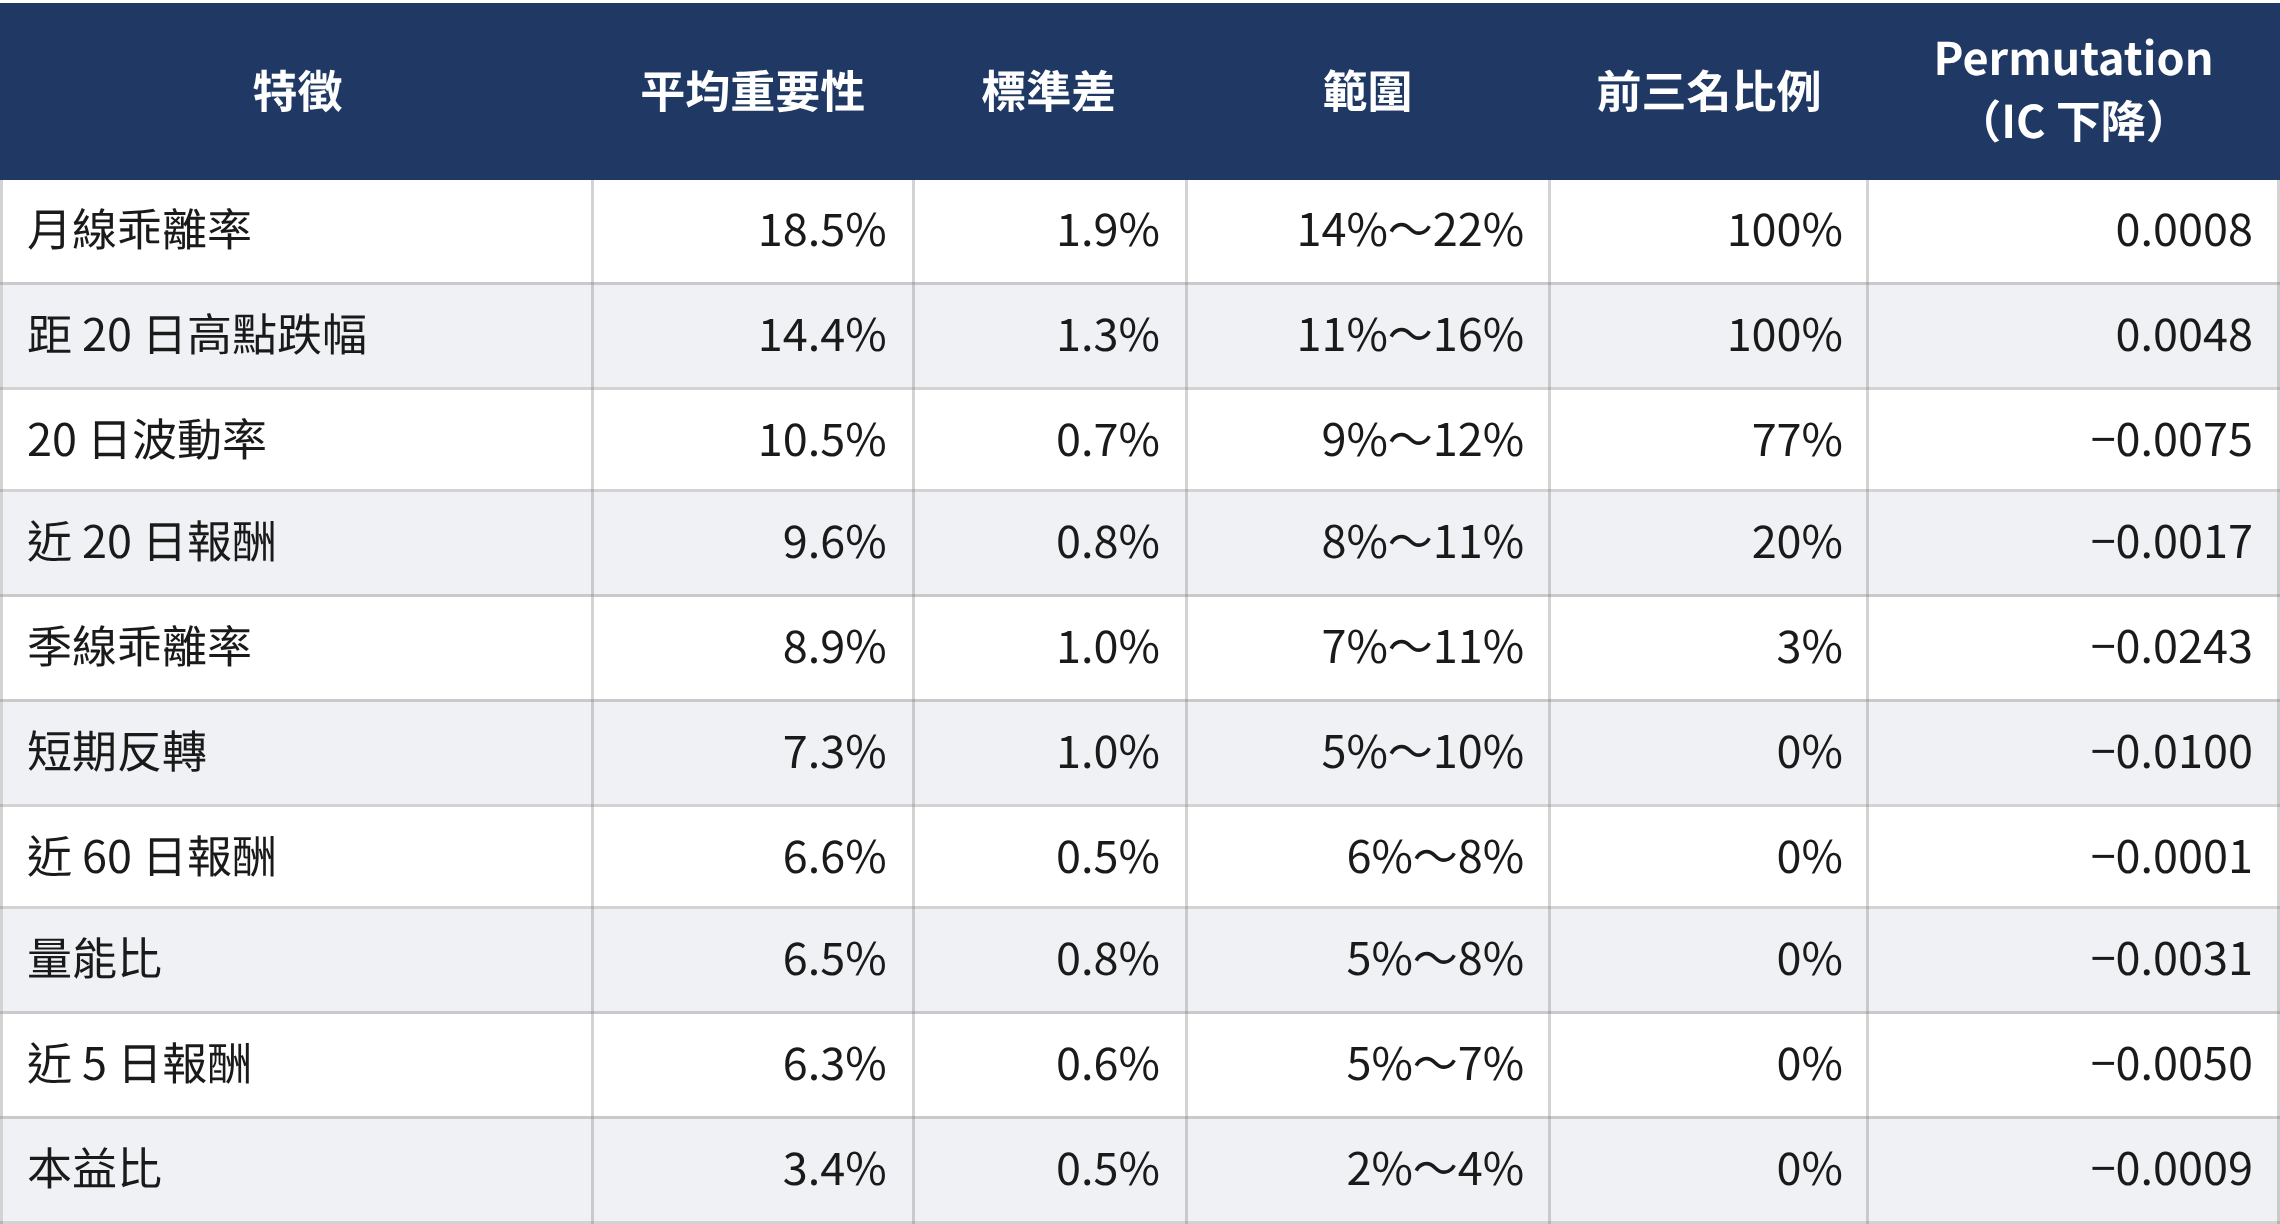 特徵 平均重要性 標準差 範圍 前三名比例 Permutation（IC 下降）
月線乖離率 18.5% 1.9% 14%～22% 100% 0.0008
距 20 日高點跌幅 14.4% 1.3% 11%～16% 100% 0.0048
20 日波動率 10.5% 0.7% 9%～12% 77% −0.0075
近 20 日報酬 9.6% 0.8% 8%～11% 20% −0.0017
季線乖離率 8.9% 1.0% 7%～11% 3% −0.0243
短期反轉 7.3% 1.0% 5%～10% 0% −0.0100
近 60 日報酬 6.6% 0.5% 6%～8% 0% −0.0001
量能比 6.5% 0.8% 5%～8% 0% −0.0031
近 5 日報酬 6.3% 0.6% 5%～7% 0% −0.0050
本益比 3.4% 0.5% 2%～4% 0% −0.0009